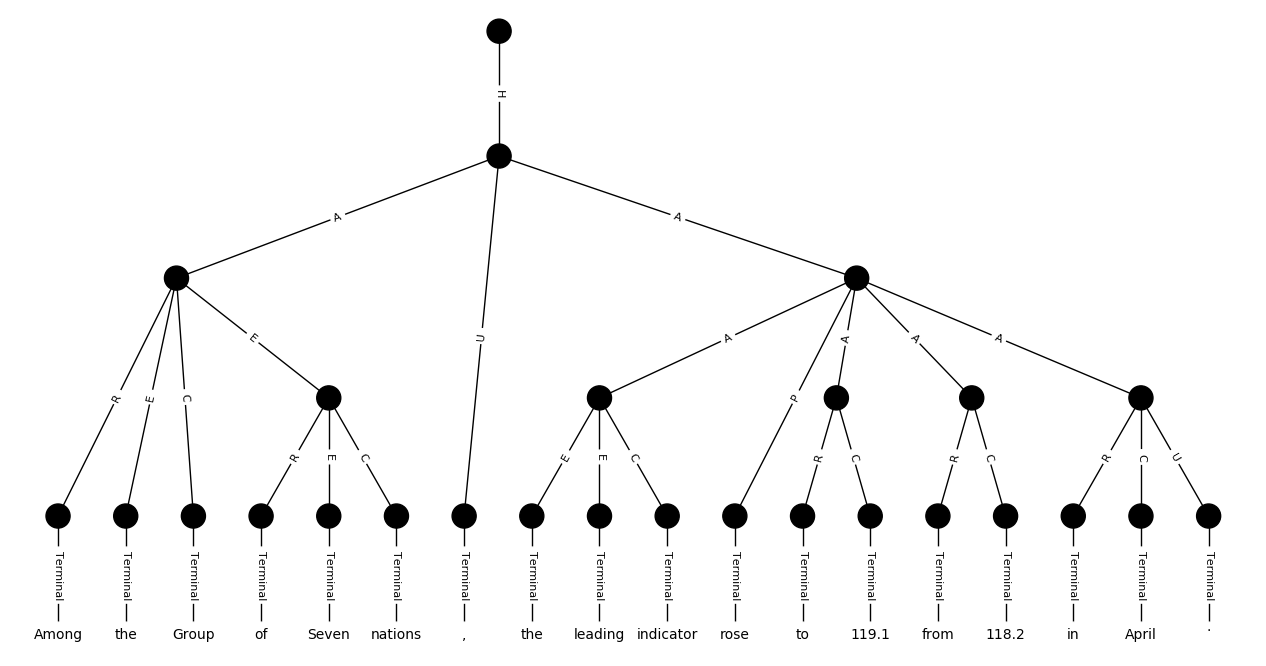 H
A A
U
E A A A A
R E C P
R E C E E C R C R C R C U
Terminal Terminal Terminal Terminal Terminal Terminal Terminal Terminal Terminal Terminal Terminal Terminal Terminal Terminal Terminal Terminal Terminal Terminal
Among the Group of Seven nations , the leading indicator rose to 119.1 from 118.2 in April .